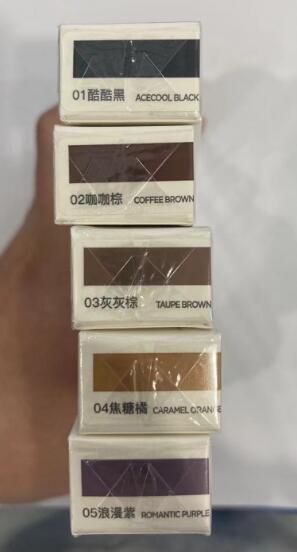 01酷酷黑 ACECOOL BLACK
02咖咖棕 COFFEE BROWN
03灰灰棕 TAUPE BROWN
04焦糖橘 CARAMEL ORANGE
05浪漫紫 ROMANTIC PURPLE